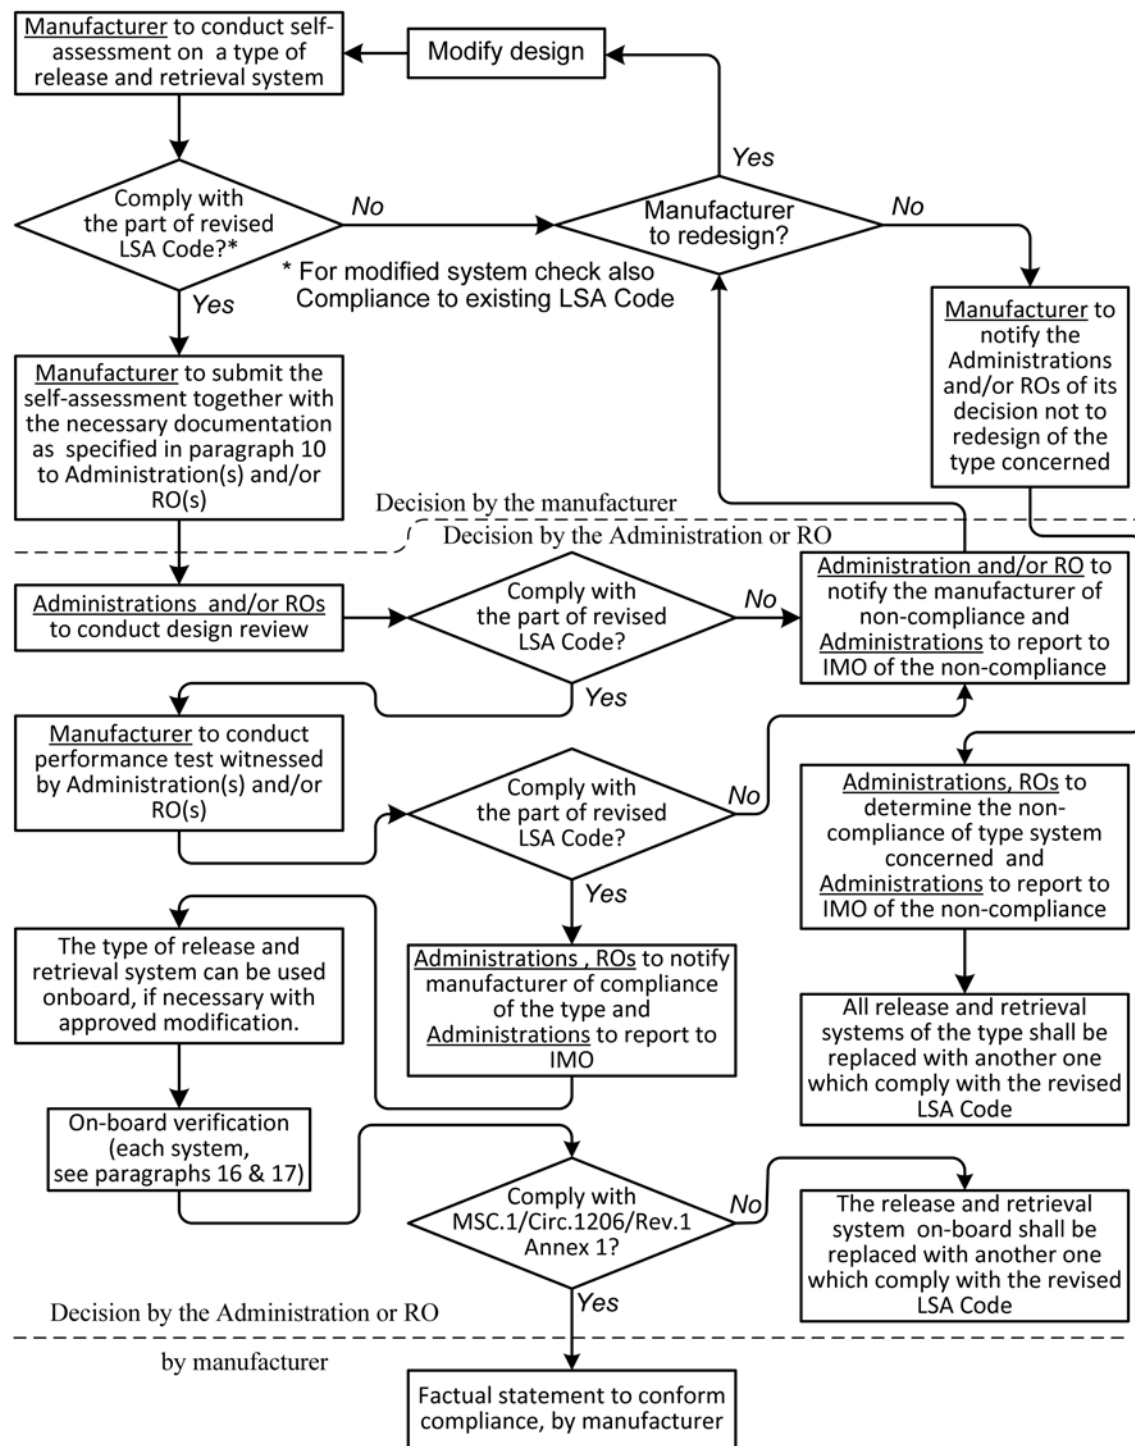 Manufacturer to conduct self-
assessment on a type of
release and retrieval system
Modify design
Yes
Comply with
the part of revised
LSA Code?*
No
Manufacturer
to redesign?
No
* For modified system check also
Compliance to existing LSA Code
Yes
Manufacturer to
notify the
Administrations
and/or ROs of its
decision not to
redesign of the
type concerned
Manufacturer to submit the
self-assessment together with
the necessary documentation
as specified in paragraph 10
to Administration(s) and/or
RO(s)
Decision by the manufacturer
Decision by the Administration or RO
Administrations and/or ROs
to conduct design review
Comply with
the part of revised
LSA Code?
No
Administration and/or RO to
notify the manufacturer of
non-compliance and
Administrations to report to
IMO of the non-compliance
Yes
Manufacturer to conduct
performance test witnessed
by Administration(s) and/or
RO(s)
Comply with
the part of revised
LSA Code?
No
Administrations, ROs to
determine the non-
compliance of type system
concerned and
Administrations to report to
IMO of the non-compliance
Yes
The type of release and
retrieval system can be used
onboard, if necessary with
approved modification.
Administrations , ROs to notify
manufacturer of compliance
of the type and
Administrations to report to
IMO
All release and retrieval
systems of the type shall be
replaced with another one
which comply with the revised
LSA Code
On-board verification
(each system,
see paragraphs 16 & 17)
Comply with
MSC.1/Circ.1206/Rev.1
Annex 1?
No
The release and retrieval
system on-board shall be
replaced with another one
which comply with the revised
LSA Code
Yes
Decision by the Administration or RO
by manufacturer
Factual statement to conform
compliance, by manufacturer